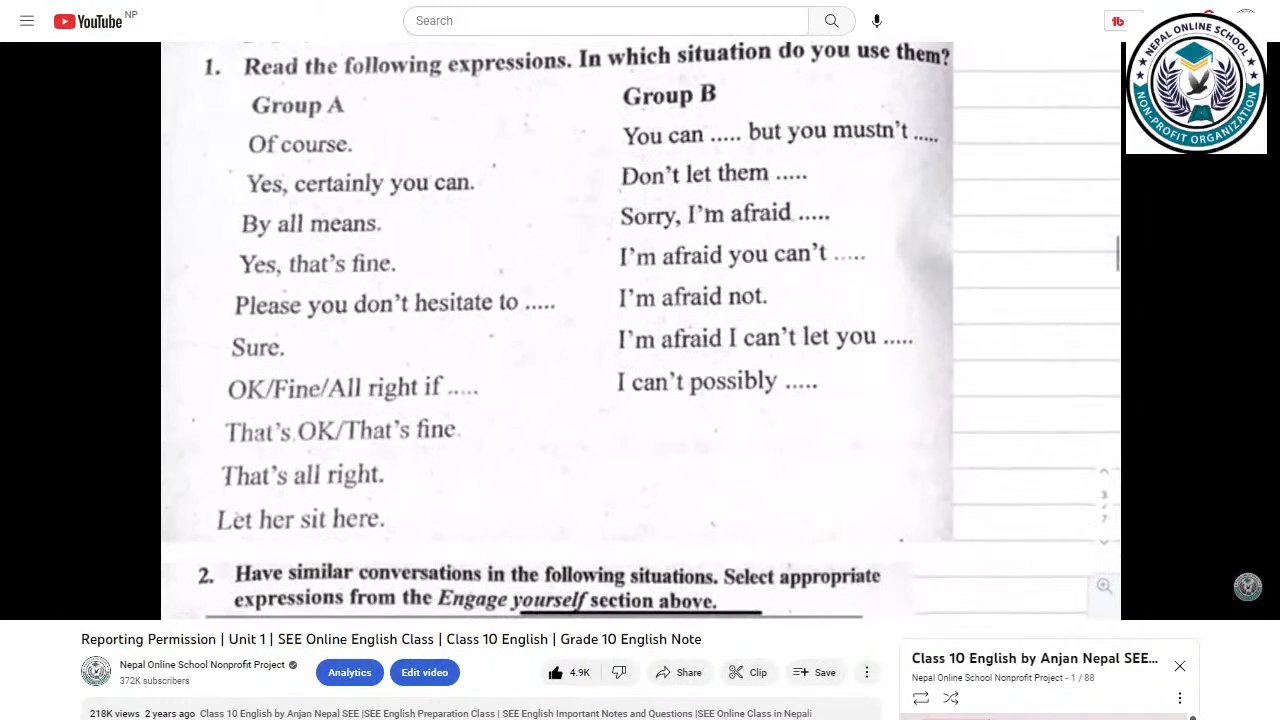 YouTube NP
Search
NEPAL ONLINE SCHOOL
NON-PROFIT ORGANIZATION
1. Read the following expressions. In which situation do you use them?
Group A
Of course.
Yes, certainly you can.
By all means.
Yes, that's fine.
Please you don't hesitate to .....
Sure.
OK/Fine/All right if .....
That's OK/That's fine.
That's all right.
Let her sit here.
Group B
You can ..... but you mustn't .....
Don't let them .....
Sorry, I'm afraid .....
I'm afraid you can't .....
I'm afraid not.
I'm afraid I can't let you .....
I can't possibly .....
3
/
7
2. Have similar conversations in the following situations. Select appropriate
expressions from the Engage yourself section above.
Reporting Permission | Unit 1 | SEE Online English Class | Class 10 English | Grade 10 English Note
Nepal Online School Nonprofit Project
372K subscribers
Analytics
Edit video
4.9K
Share
Clip
Save
218K views 2 years ago Class 10 English by Anjan Nepal SEE |SEE English Preparation Class | SEE English Important Notes and Questions |SEE Online Class in Nepali
Class 10 English by Anjan Nepal SEE...
Nepal Online School Nonprofit Project - 1 / 88